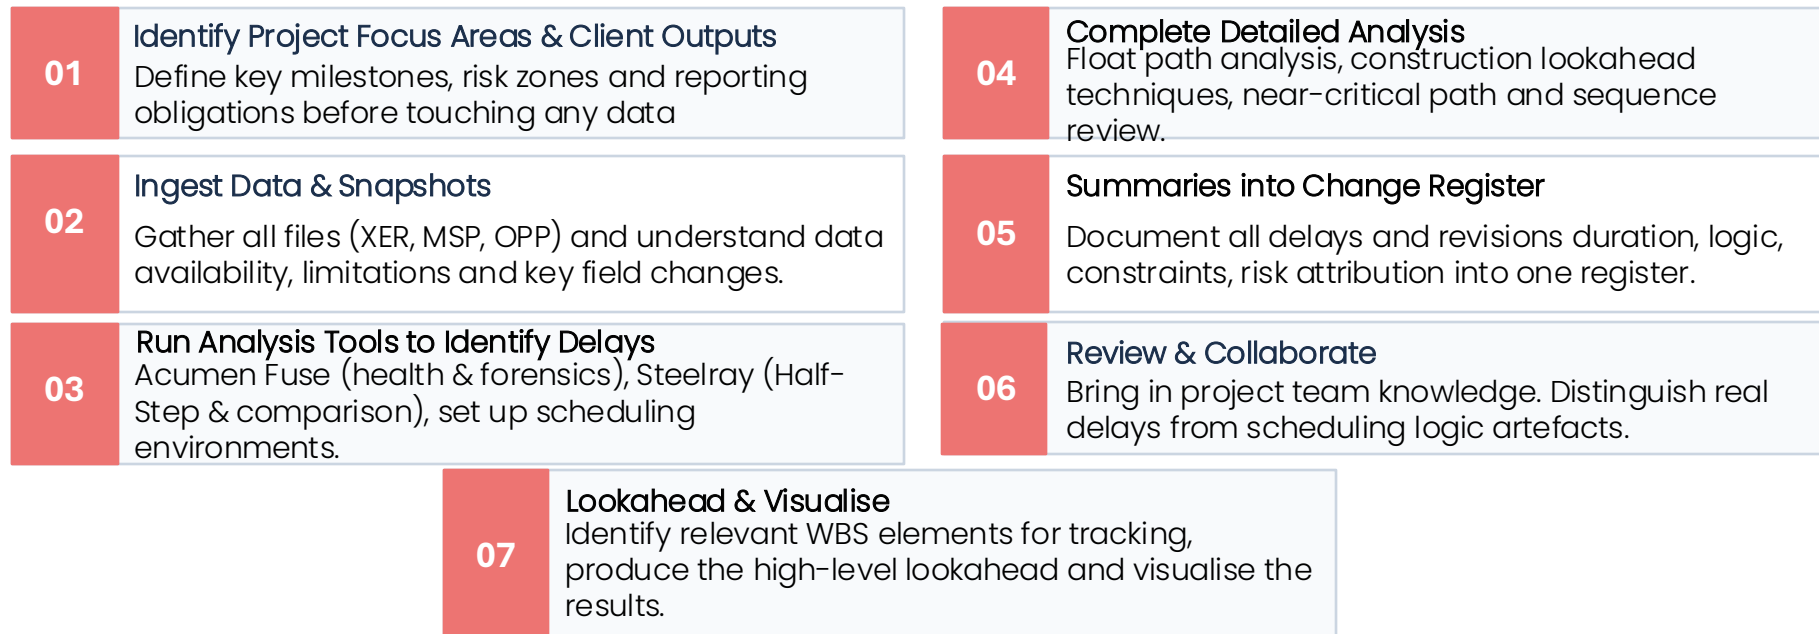 01
Identify Project Focus Areas & Client Outputs
Define key milestones, risk zones and reporting
obligations before touching any data
02
Ingest Data & Snapshots
Gather all files (XER, MSP, OPP) and understand data
availability, limitations and key field changes.
03
Run Analysis Tools to Identify Delays
Acumen Fuse (health & forensics), Steelray (Half-
Step & comparison), set up scheduling
environments.
04
Complete Detailed Analysis
Float path analysis, construction lookahead
techniques, near-critical path and sequence
review.
05
Summaries into Change Register
Document all delays and revisions duration, logic,
constraints, risk attribution into one register.
06
Review & Collaborate
Bring in project team knowledge. Distinguish real
delays from scheduling logic artefacts.
07
Lookahead & Visualise
Identify relevant WBS elements for tracking,
produce the high-level lookahead and visualise the
results.